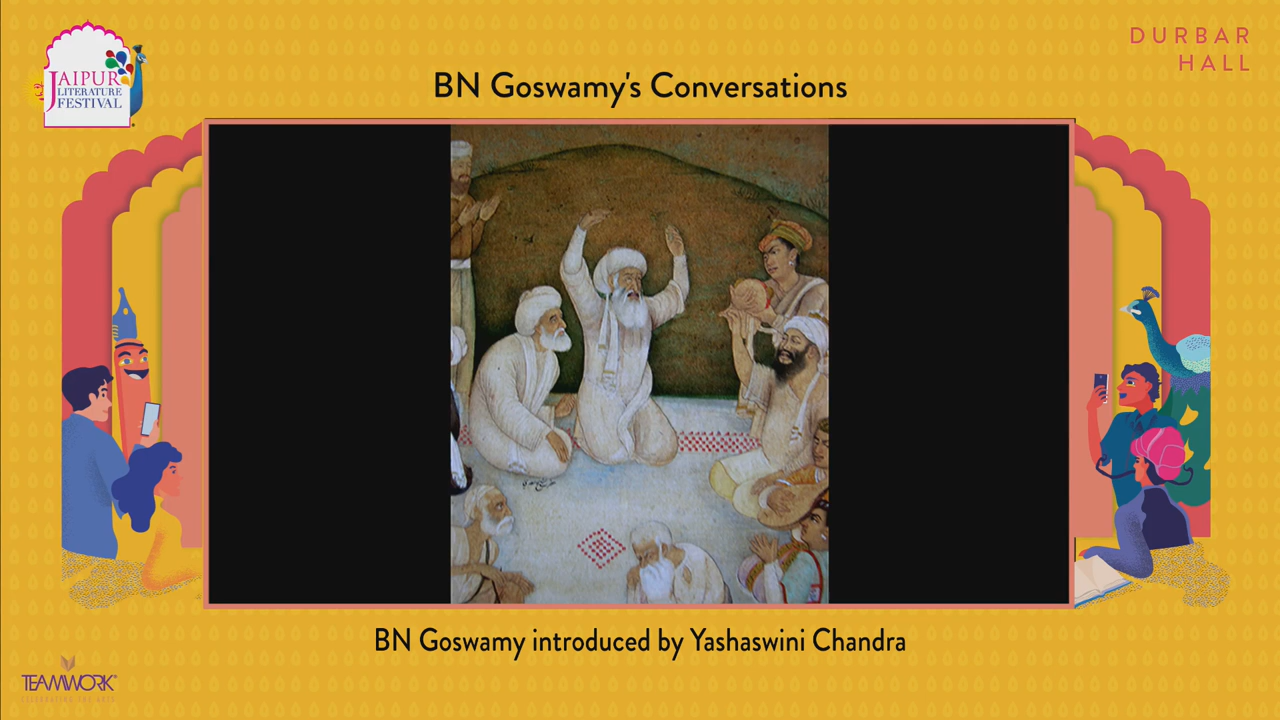 JAIPUR
LITERATURE
FESTIVAL
DURBAR
HALL
BN Goswamy's Conversations
BN Goswamy introduced by Yashaswini Chandra
TEAMWORK